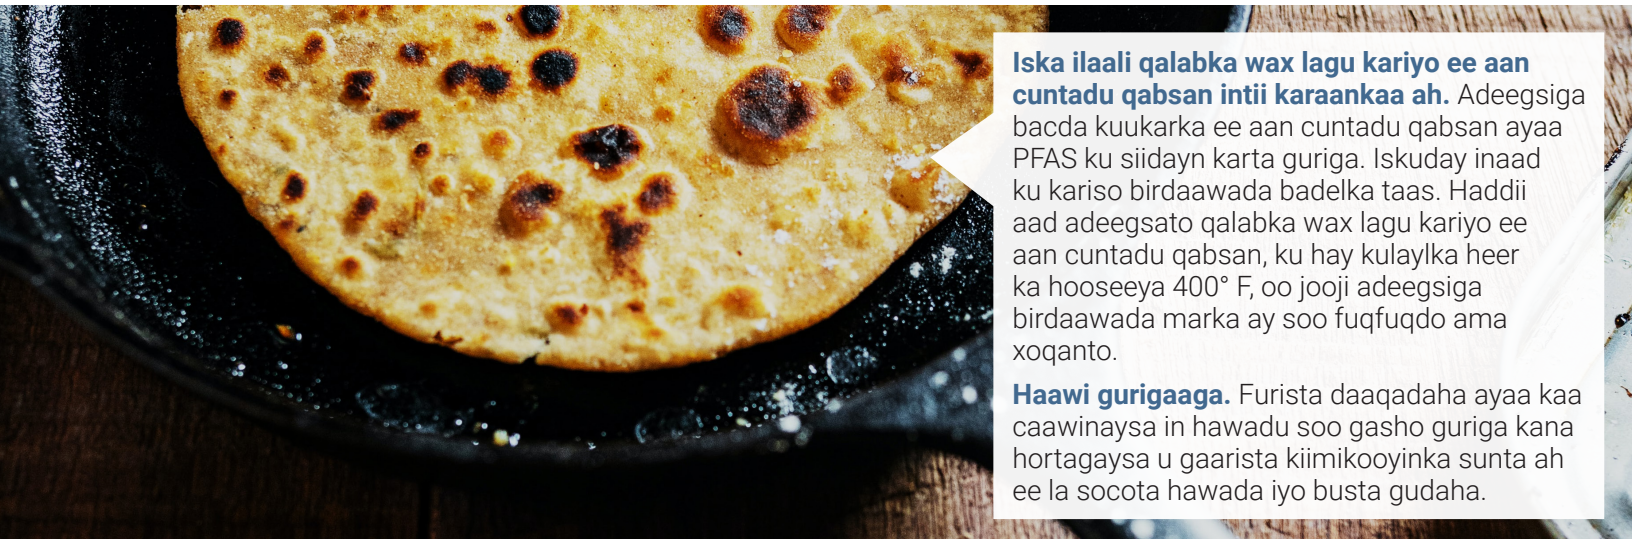 Iska ilaali qalabka wax lagu kariyo ee aan
cuntadu qabsan intii karaankaa ah. Adeegsiga
bacda kuukarka ee aan cuntadu qabsan ayaa
PFAS ku siidayn karta guriga. Iskuday inaad
ku kariso birdaawada badelka taas. Haddii
aad adeegsato qalabka wax lagu kariyo ee
aan cuntadu qabsan, ku hay kulaylka heer
ka hooseeya 400° F, oo jooji adeegsiga
birdaawada marka ay soo fuqfuqdo ama
xoqanto.
Haawi gurigaaga. Furista daaqadaha ayaa kaa
caawinaysa in hawadu soo gasho guriga kana
hortagaysa u gaarista kiimikooyinka sunta ah
ee la socota hawada iyo busta gudaha.